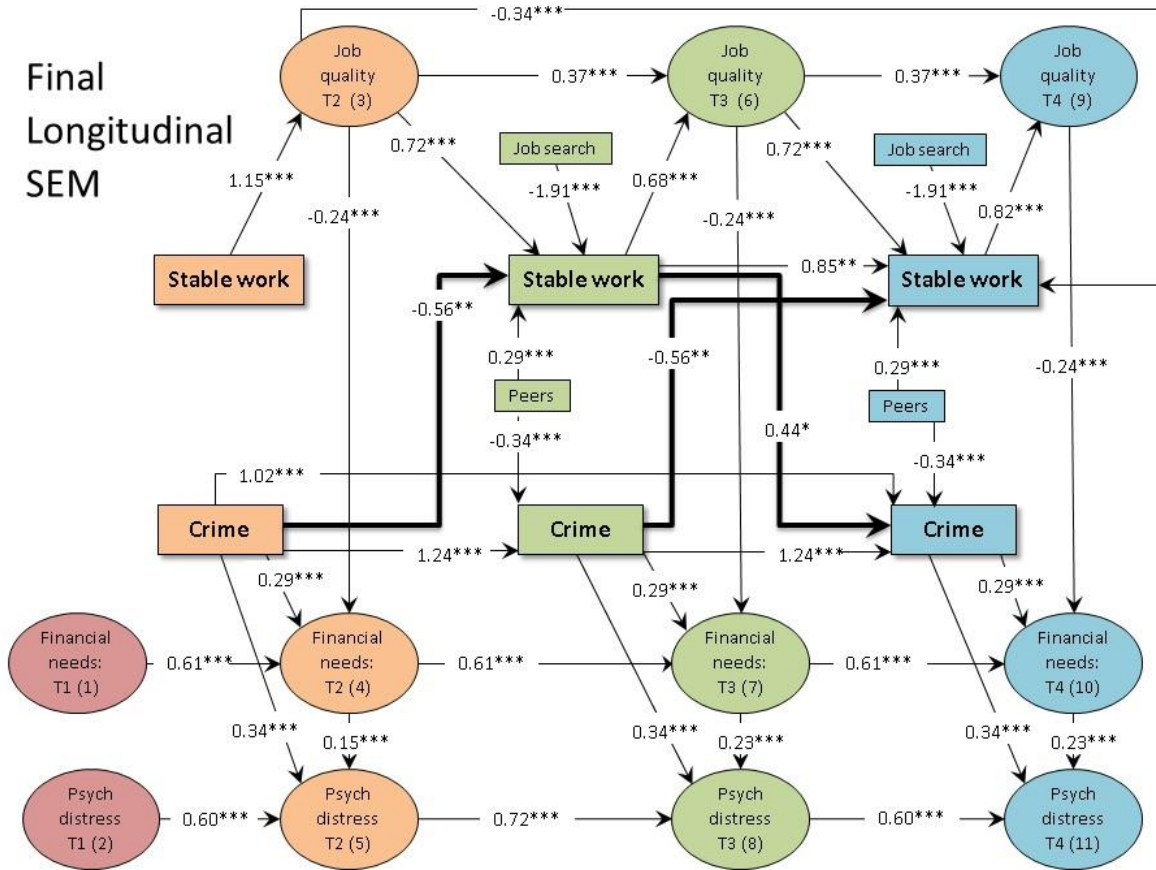 -0.34***
Final
Longitudinal
SEM
Job
quality
T2 (3)
0.37***
Job
quality
T3 (6)
0.37***
Job
quality
T4 (9)
0.72***
Job search
0.72***
Job search
1.15***
-1.91***
0.68***
-1.91***
0.82***
-0.24***
-0.24***
Stable work
Stable work
0.85**
Stable work
-0.56**
0.29***
-0.56**
0.29***
-0.24***
Peers
Peers
0.44*
-0.34***
-0.34***
1.02***
Crime
Crime
Crime
1.24***
1.24***
0.29***
0.29***
0.29***
Financial
needs:
T1 (1)
0.61***
Financial
needs:
T2 (4)
0.61***
Financial
needs:
T3 (7)
0.61***
Financial
needs:
T4 (10)
0.34***
0.15***
0.34***
0.23***
0.34***
0.23***
Psych
distress
T1 (2)
0.60***
Psych
distress
T2 (5)
0.72***
Psych
distress
T3 (8)
0.60***
Psych
distress
T4 (11)